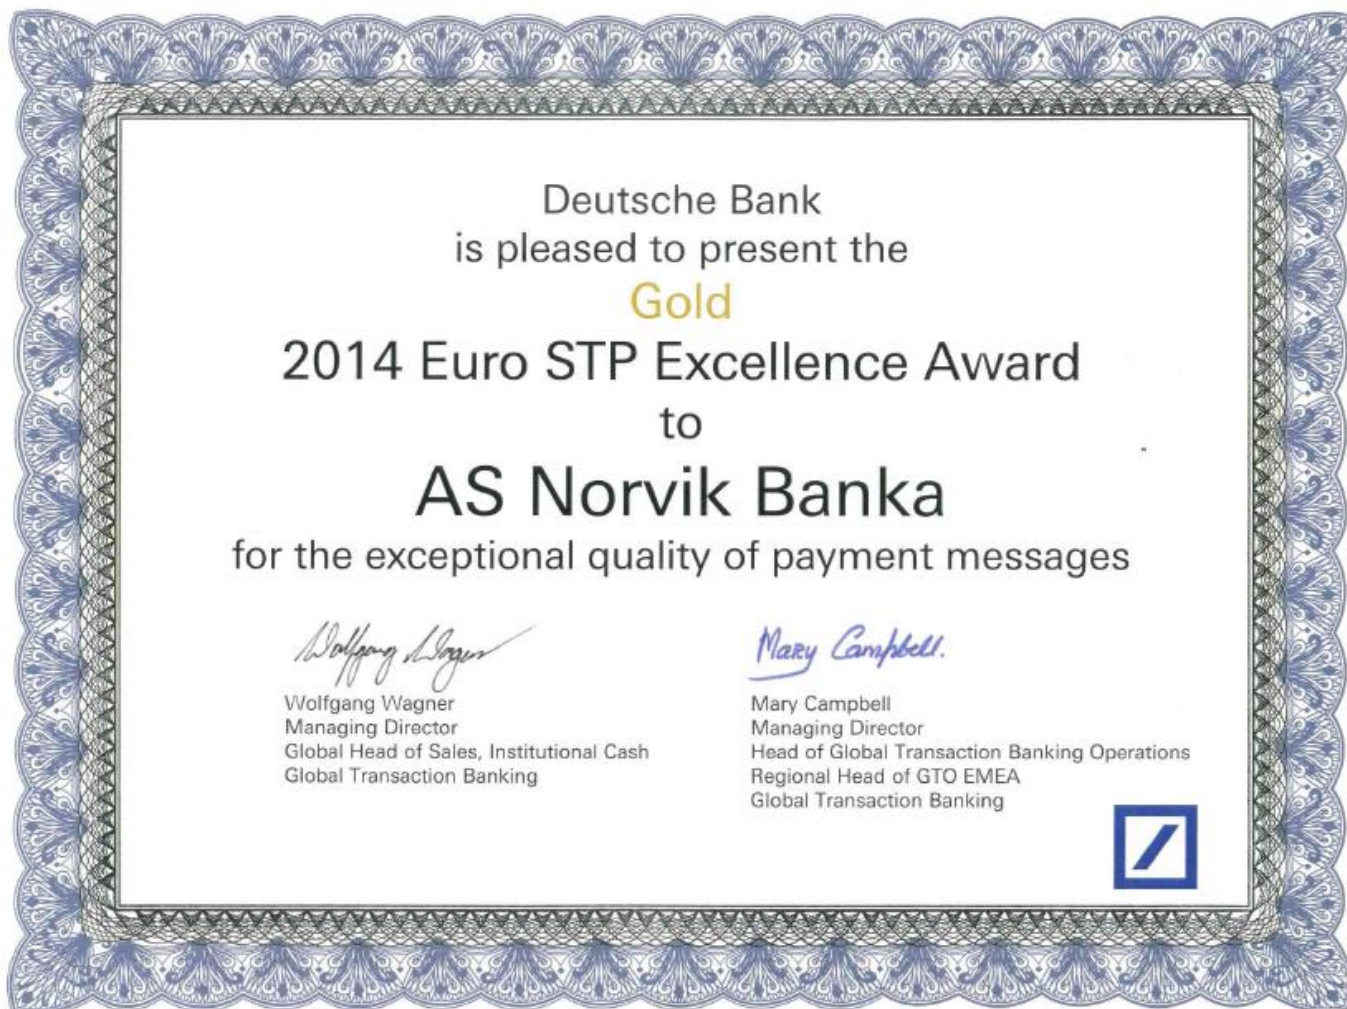 Deutsche Bank
is pleased to present the
Gold
2014 Euro STP Excellence Award
to
AS Norvik Banka
for the exceptional quality of payment messages
Wolfgang Wagner
Mary Campbell.
Wolfgang Wagner
Managing Director
Global Head of Sales, Institutional Cash
Global Transaction Banking
Mary Campbell
Managing Director
Head of Global Transaction Banking Operations
Regional Head of GTO EMEA
Global Transaction Banking